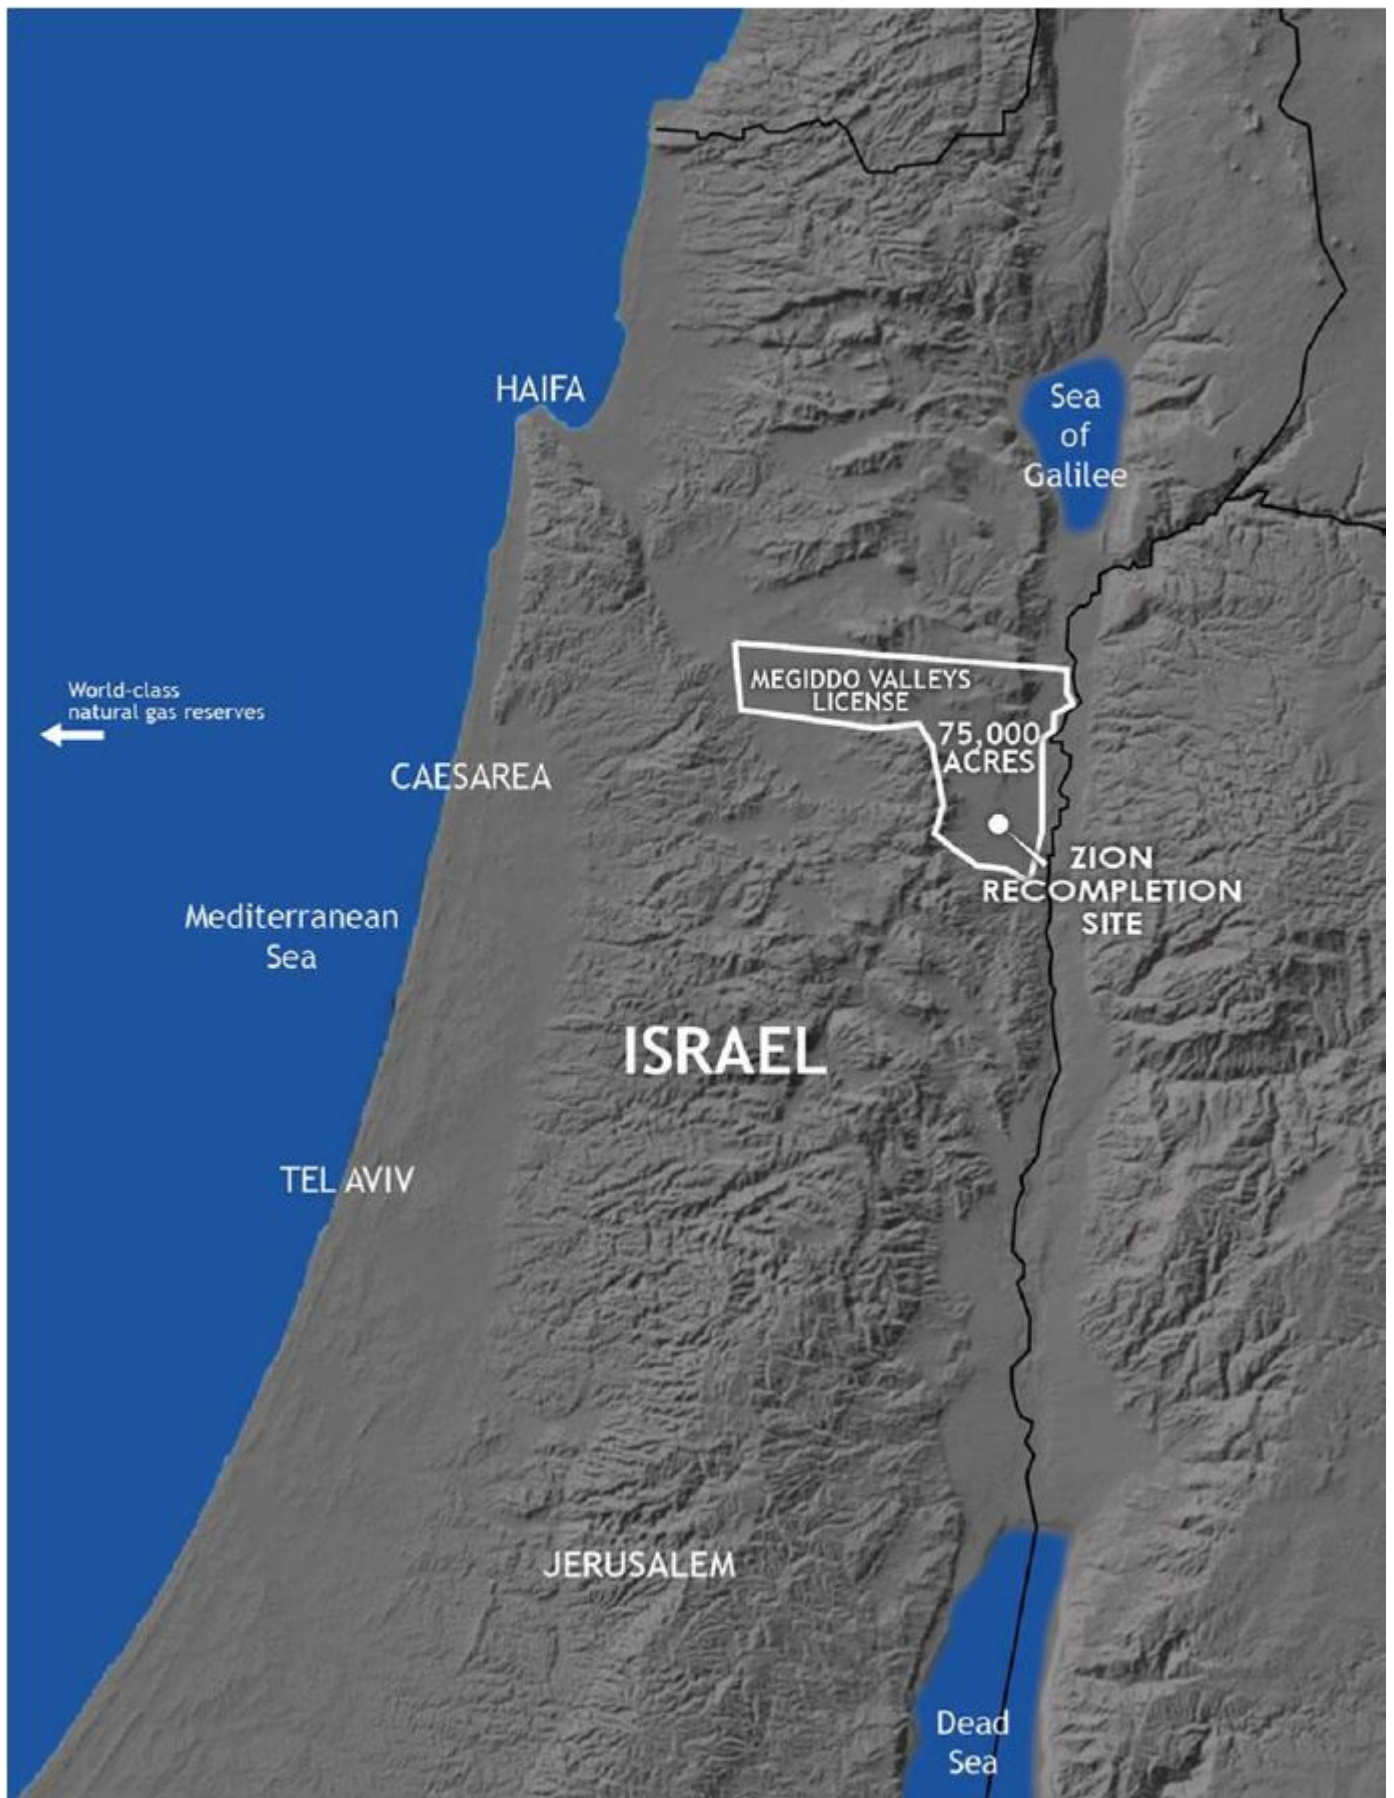 HAIFA
Sea
of
Galilee
World-class
natural gas reserves
MEGIDDO VALLEYS
LICENSE
75,000
ACRES
CAESAREA
ZION
RECOMPLETION
SITE
Mediterranean
Sea
ISRAEL
TEL AVIV
JERUSALEM
Dead
Sea